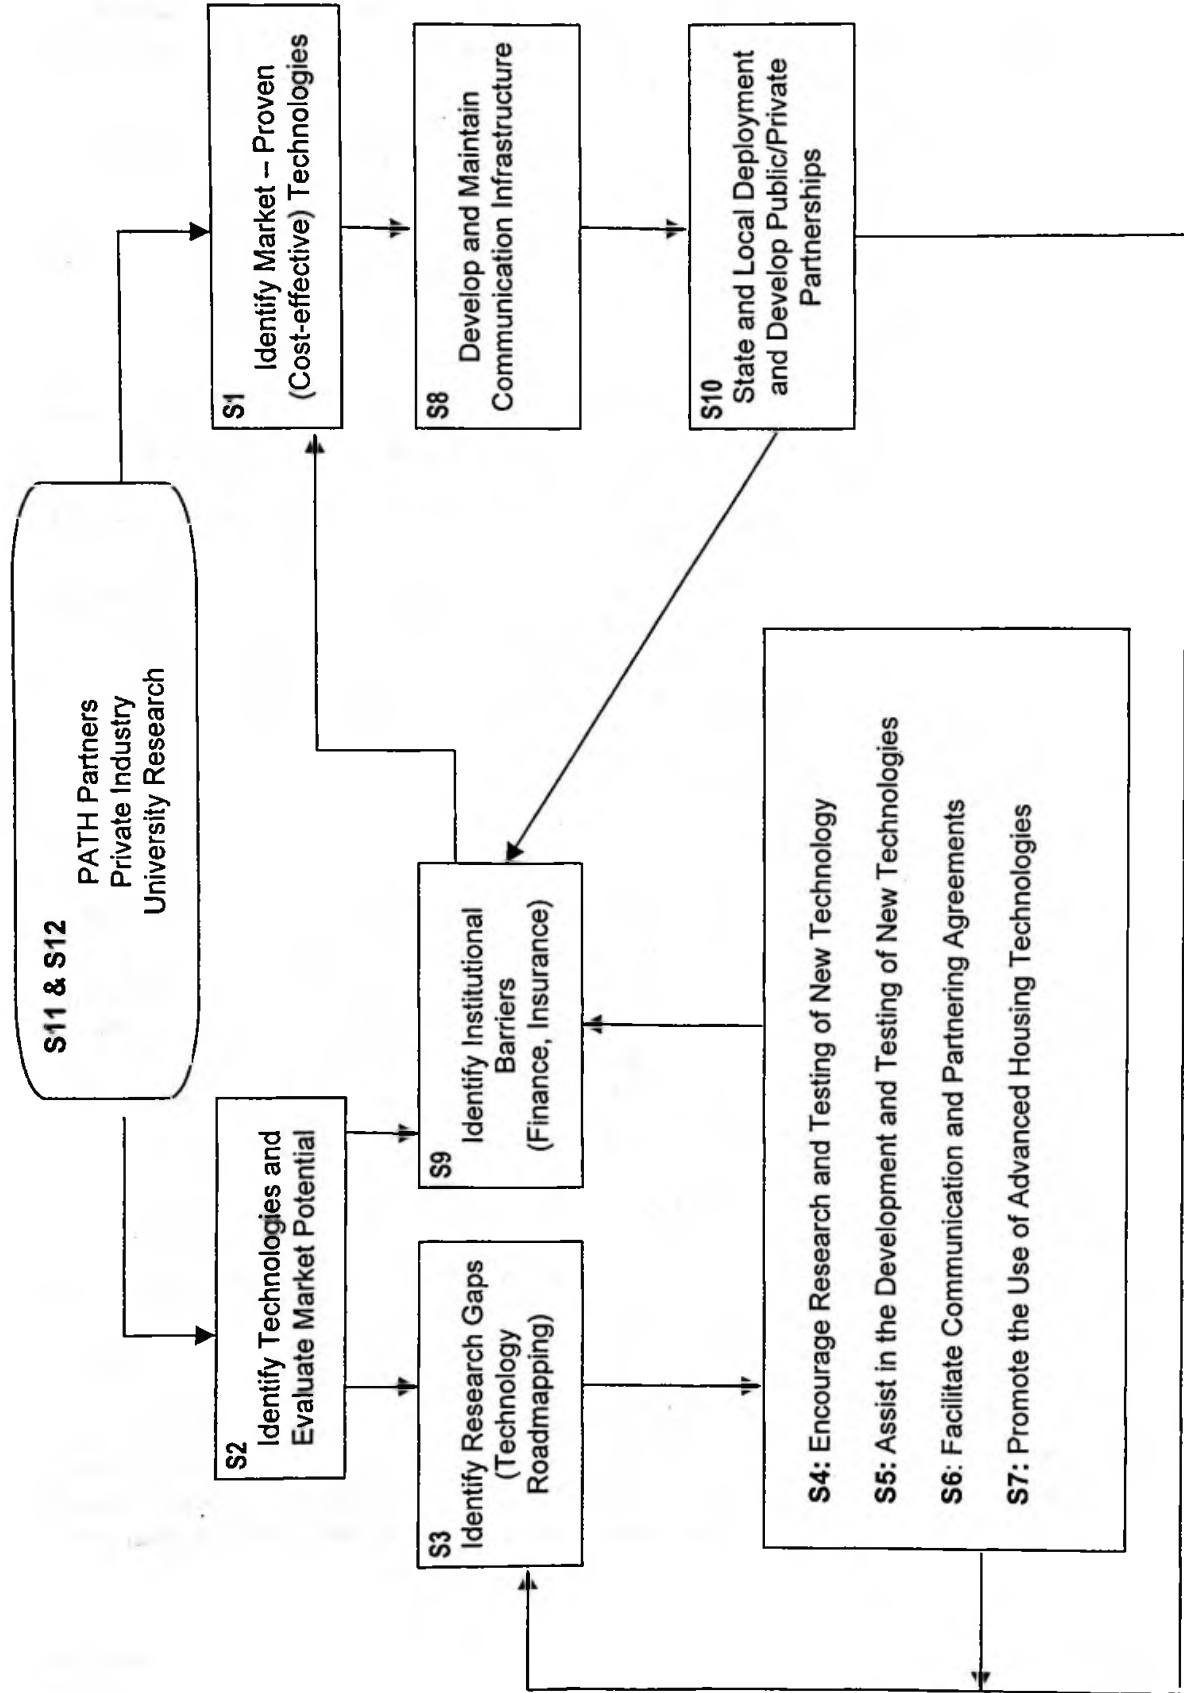 S11 & S12
PATH Partners
Private Industry
University Research
S2
Identify Technologies and
Evaluate Market Potential
S1
Identify Market – Proven
(Cost-effective) Technologies
S3
Identify Research Gaps
(Technology
Roadmapping)
S9
Identify Institutional
Barriers
(Finance, Insurance)
S8
Develop and Maintain
Communication Infrastructure
S10
State and Local Deployment
and Develop Public/Private
Partnerships
S4: Encourage Research and Testing of New Technology
S5: Assist in the Development and Testing of New Technologies
S6: Facilitate Communication and Partnering Agreements
S7: Promote the Use of Advanced Housing Technologies